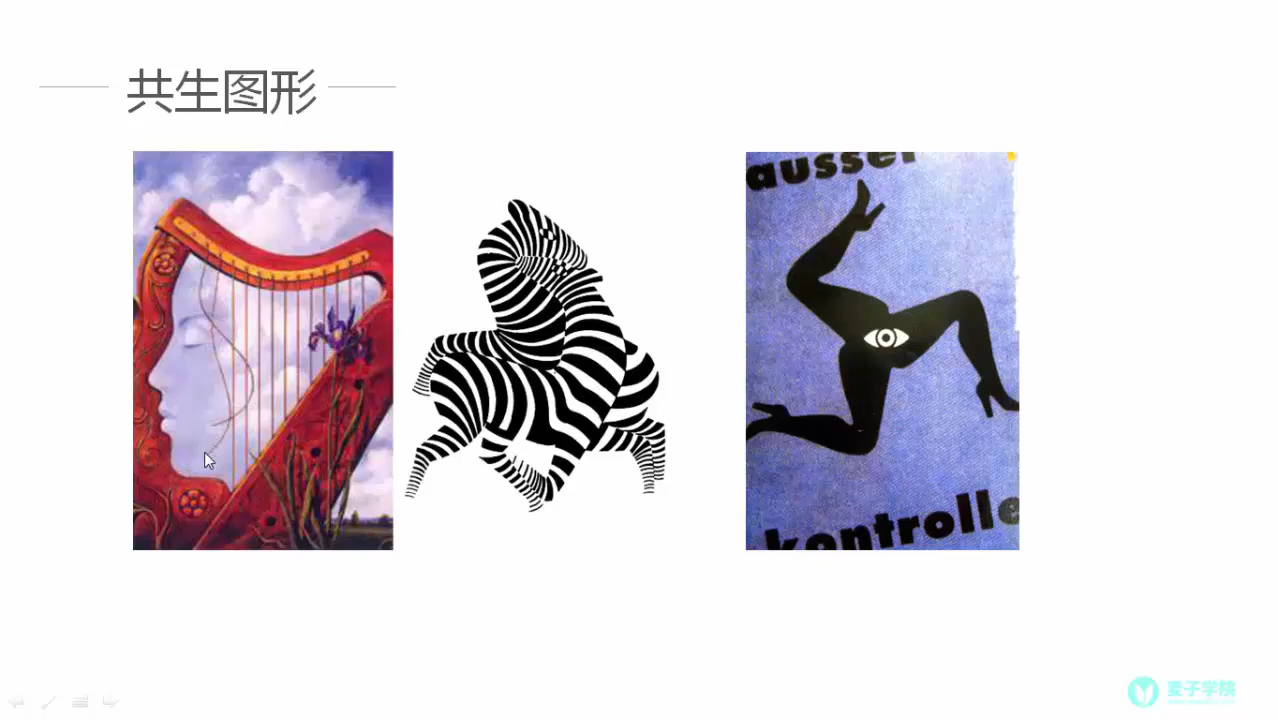 共生图形
ausser
kontrolle
麦子学院